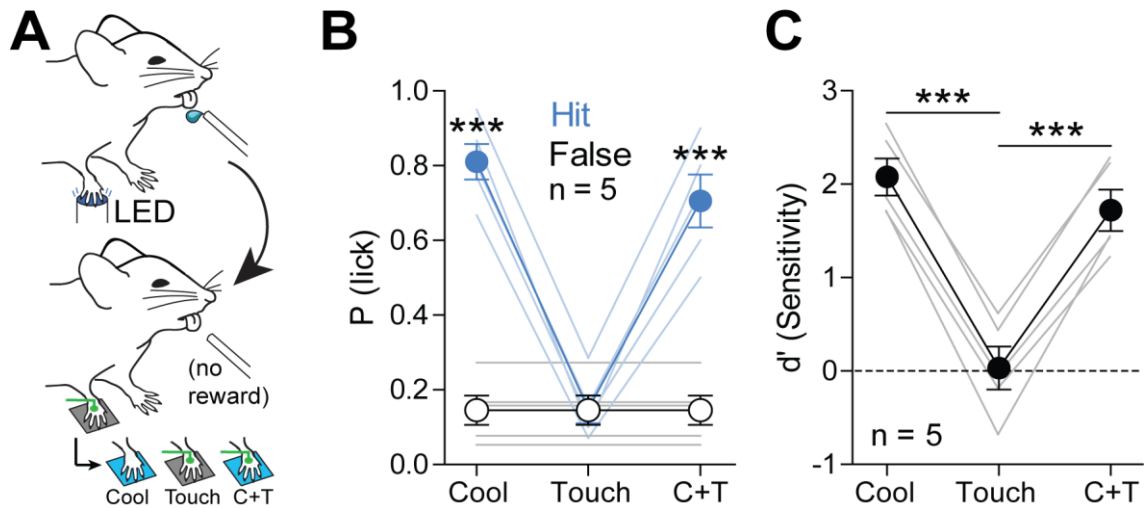 A
LED
(no
reward)
Cool
Touch
C+T
B
1.0
0.8
0.6
0.4
0.2
0.0
P (lick)
***
***
Hit
False
n = 5
Cool
Touch
C+T
C
3
2
1
0
-1
d' (Sensitivity)
***
***
n = 5
Cool
Touch
C+T